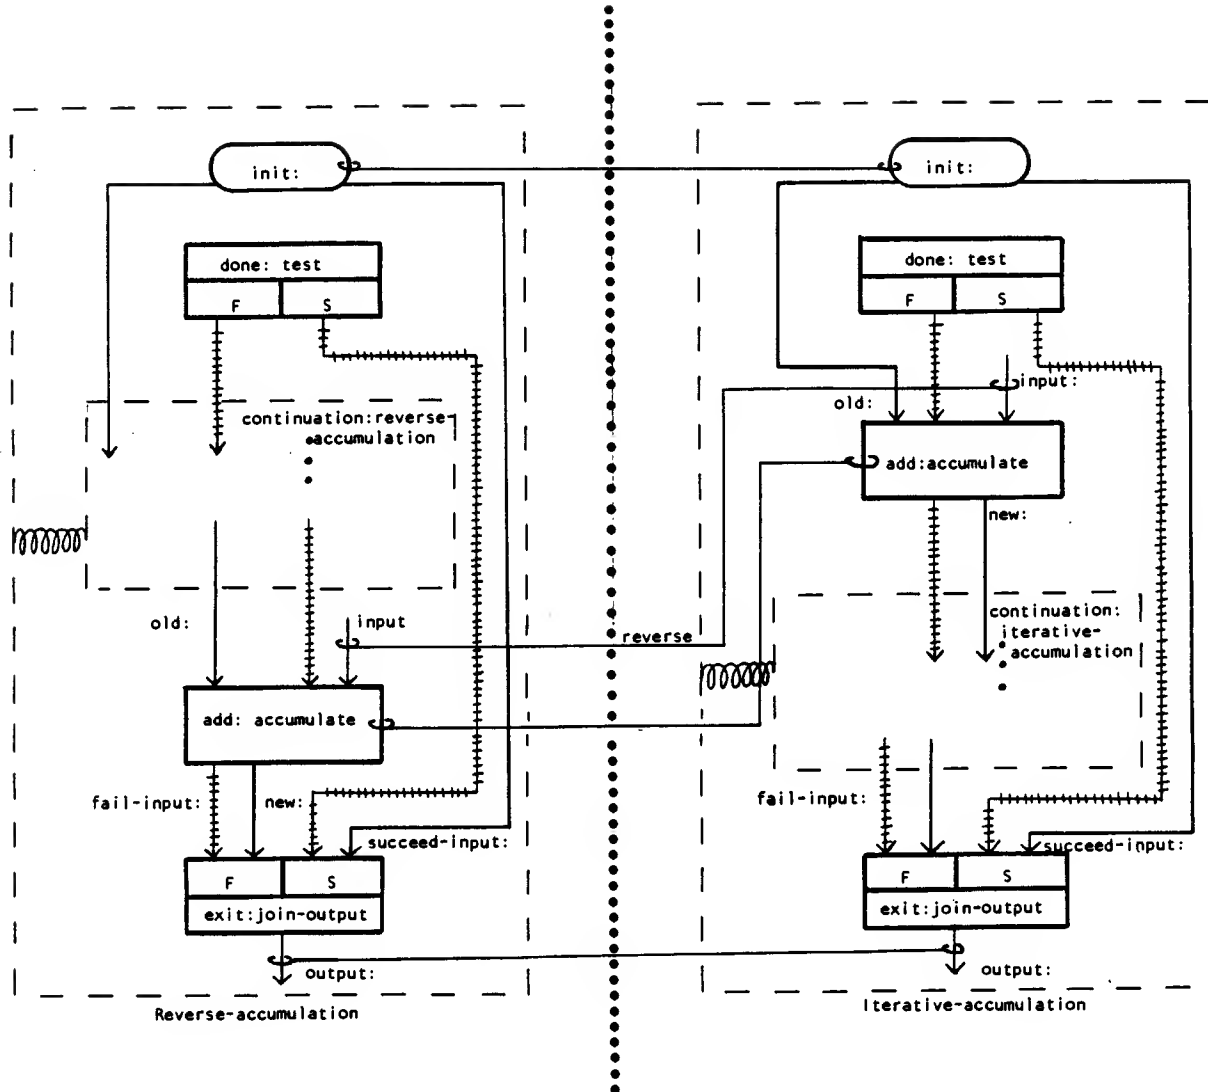 init:
done: test
F
S
continuation:reverse-
accumulation
old:
input
add: accumulate
fail-input:
new:
succeed-input:
F
S
exit:join-output
output:
Reverse-accumulation
reverse
init:
done: test
F
S
input:
old:
add:accumulate
new:
continuation:
iterative-
accumulation
fail-input:
succeed-input:
F
S
exit:join-output
output:
Iterative-accumulation